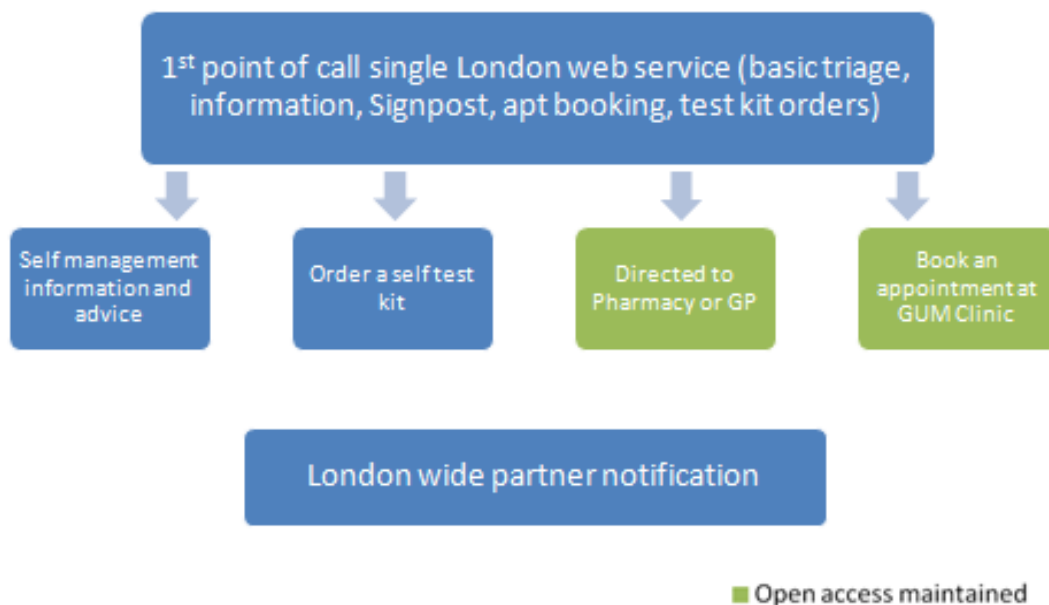 1st point of call single London web service (basic triage,
information, Signpost, apt booking, test kit orders)
Self management
information and
advice
Order a self test
kit
Directed to
Pharmacy or GP
Book an
appointment at
GUM Clinic
London wide partner notification
Open access maintained